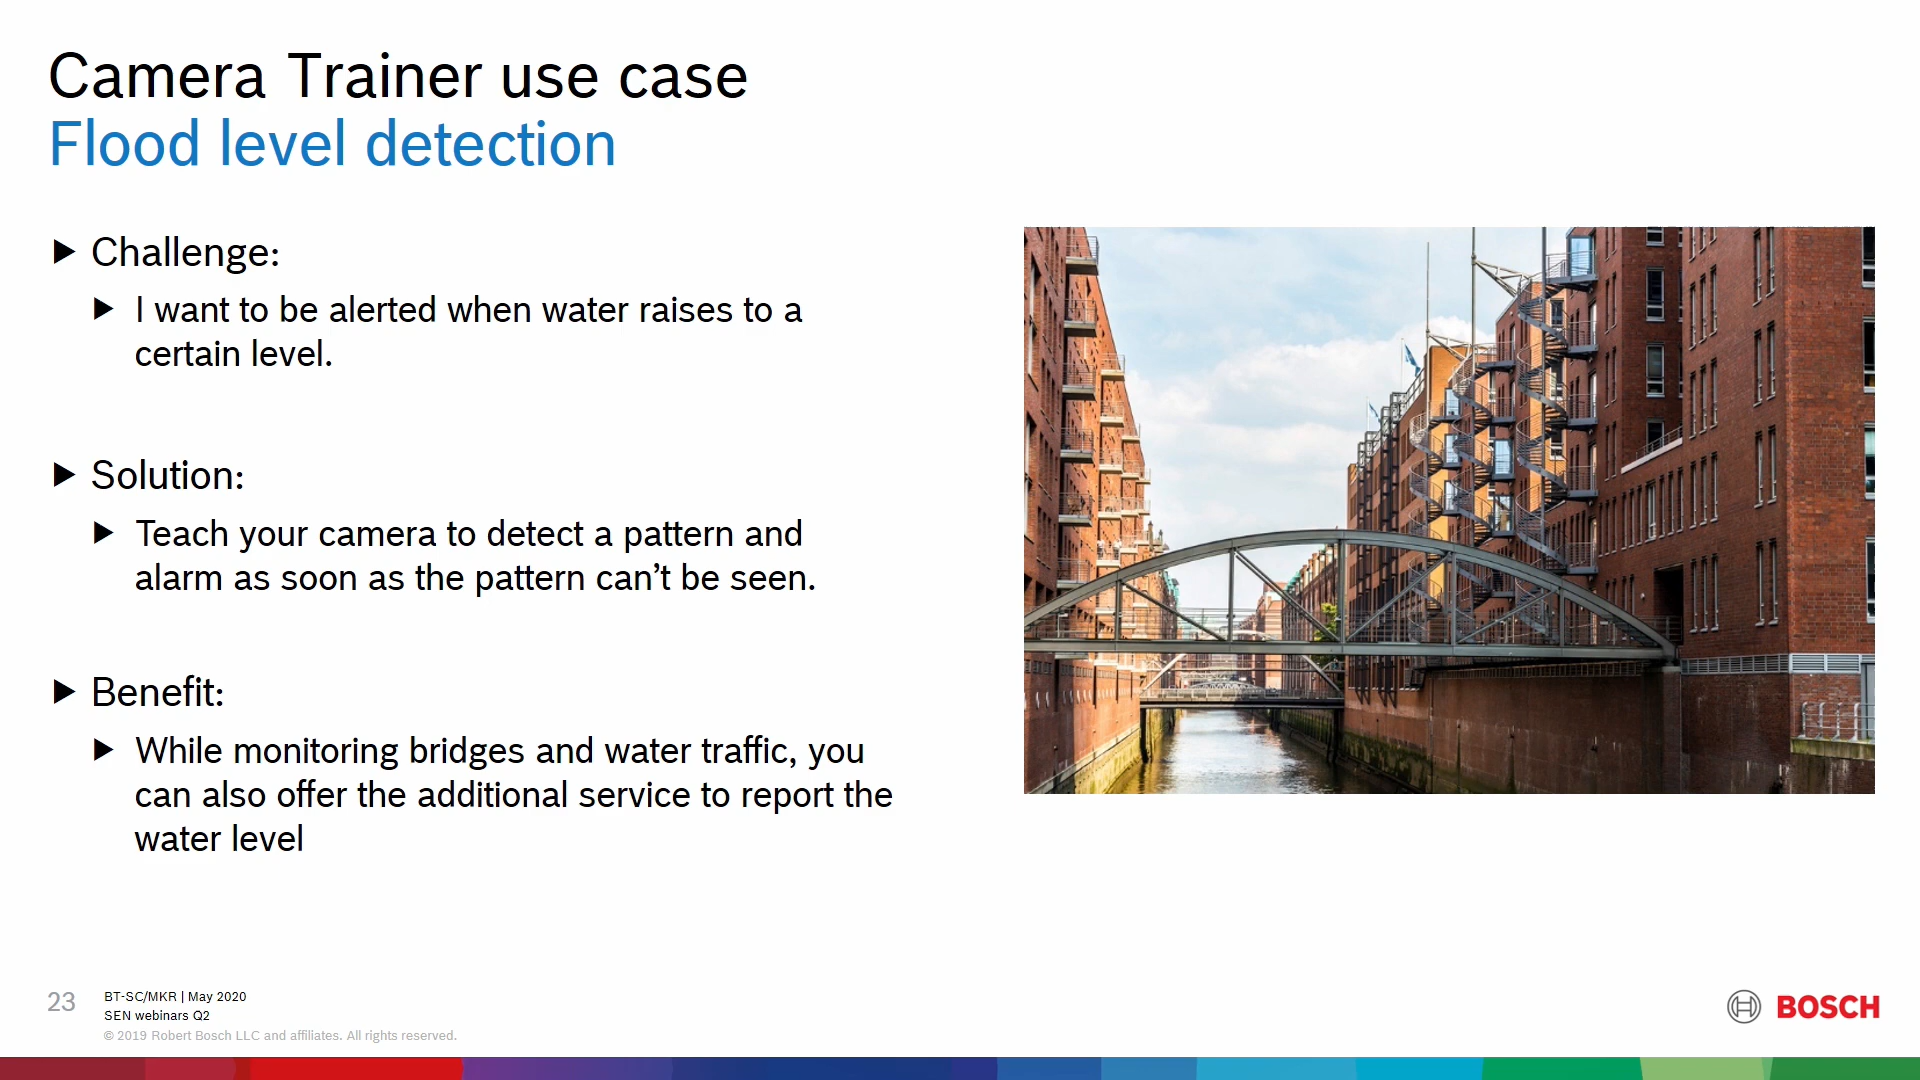 Camera Trainer use case
Flood level detection
Challenge:
I want to be alerted when water raises to a
certain level.
Solution:
Teach your camera to detect a pattern and
alarm as soon as the pattern can’t be seen.
Benefit:
While monitoring bridges and water traffic, you
can also offer the additional service to report the
water level
23
BT-SC/MKR | May 2020
SEN webinars Q2
© 2019 Robert Bosch LLC and affiliates. All rights reserved.
BOSCH